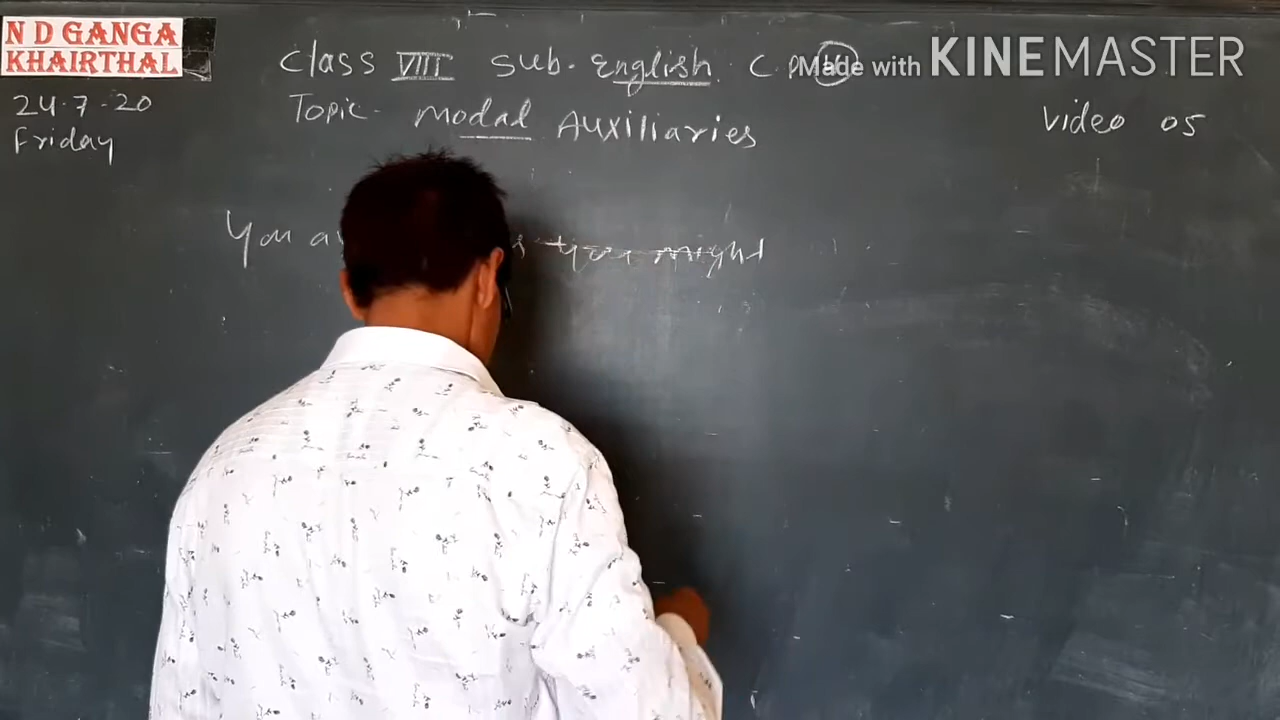 N D GANGA
KHAIRTHAL
24.7.20
Friday
Class VIII Sub. English C
Made with KINEMASTER
Topic - Modal Auxiliaries
Video 05
You you might